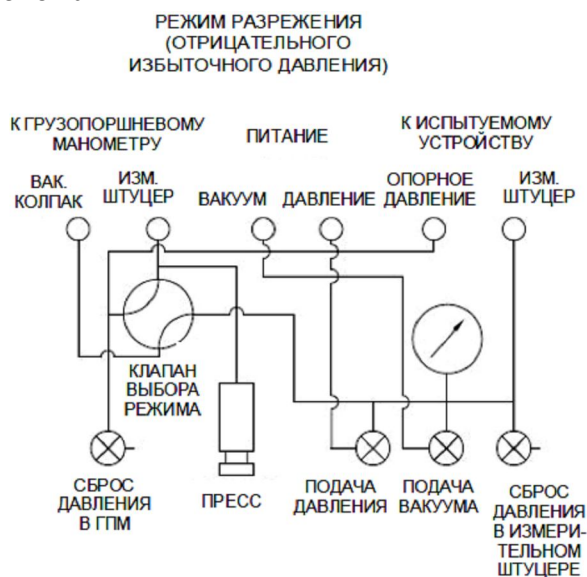 РЕЖИМ РАЗРЕЖЕНИЯ
(ОТРИЦАТЕЛЬНОГО
ИЗБЫТОЧНОГО ДАВЛЕНИЯ)
К ГРУЗОПОРШНЕВОМУ
МАНОМЕТРУ
ПИТАНИЕ
К ИСПЫТУЕМОМУ
УСТРОЙСТВУ
ВАК.
КОЛПАК
ИЗМ.
ШТУЦЕР
ВАКУУМ
ДАВЛЕНИЕ
ОПОРНОЕ
ДАВЛЕНИЕ
ИЗМ.
ШТУЦЕР
КЛАПАН
ВЫБОРА
РЕЖИМА
СБРОС
ДАВЛЕНИЯ
В ГПМ
ПРЕСС
ПОДАЧА
ДАВЛЕНИЯ
ПОДАЧА
ВАКУУМА
СБРОС
ДАВЛЕНИЯ
В ИЗМЕРИ-
ТЕЛЬНОМ
ШТУЦЕРЕ